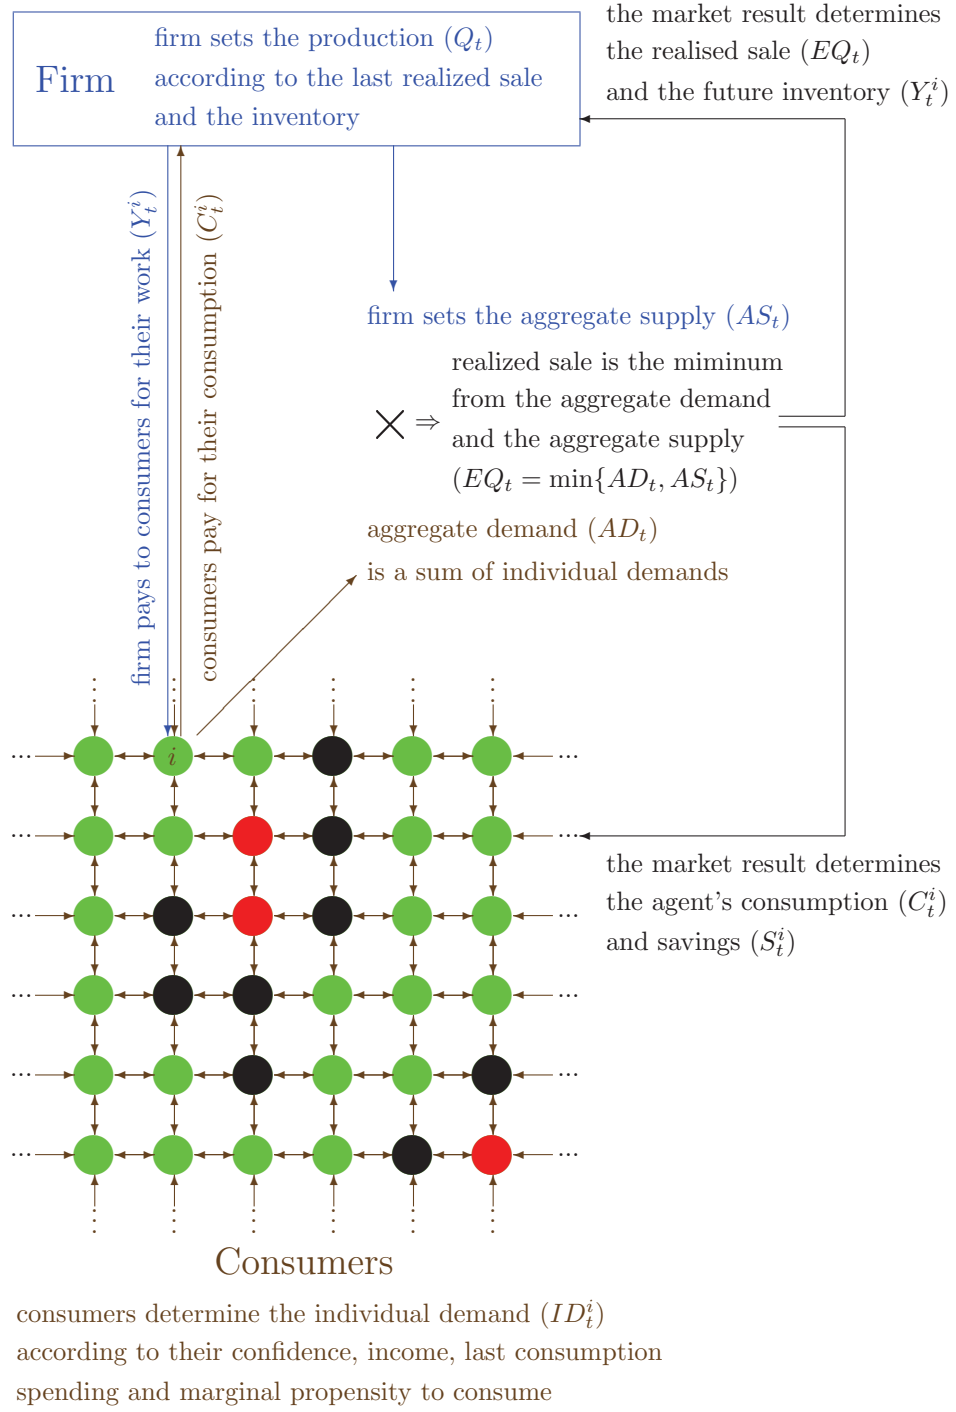 Firm
firm sets the production (Q_t)
according to the last realized sale
and the inventory
the market result determines
the realised sale (EQ_t)
and the future inventory (Y_t^i)
firm pays to consumers for their work (Y_t^i)
consumers pay for their consumption (C_t^i)
firm sets the aggregate supply (AS_t)
× ⇒
realized sale is the miminum
from the aggregate demand
and the aggregate supply
(EQ_t = min{AD_t, AS_t})
aggregate demand (AD_t)
is a sum of individual demands
i
the market result determines
the agent's consumption (C_t^i)
and savings (S_t^i)
Consumers
consumers determine the individual demand (ID_t^i)
according to their confidence, income, last consumption
spending and marginal propensity to consume